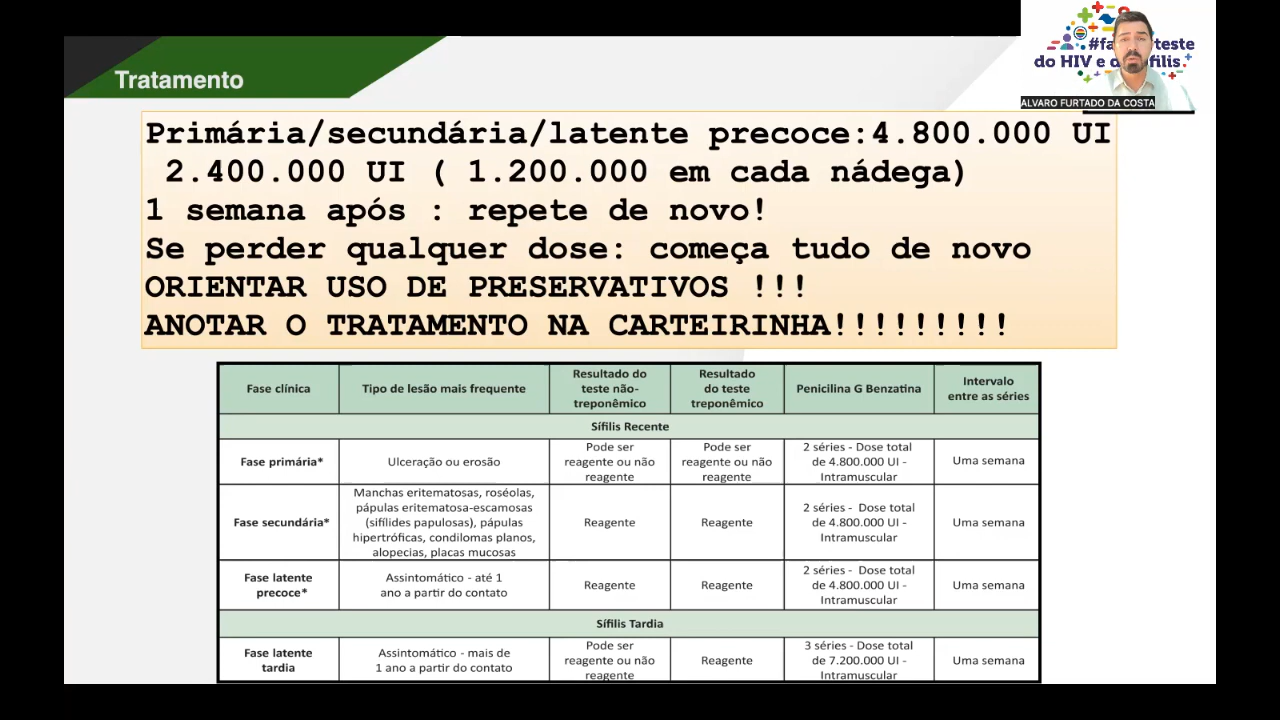 #fa teste
do HIV e d filis.
ALVARO FURTADO DA COSTA
Tratamento
Primária/secundária/latente precoce:4.800.000 UI
2.400.000 UI ( 1.200.000 em cada nádega)
1 semana após : repete de novo!
Se perder qualquer dose: começa tudo de novo
ORIENTAR USO DE PRESERVATIVOS !!!
ANOTAR O TRATAMENTO NA CARTEIRINHA!!!!!!!!!
Fase clínica
Tipo de lesão mais frequente
Resultado do
teste não-
treponêmico
Resultado
do teste
treponêmico
Penicilina G Benzatina
Intervalo
entre as séries
Sífilis Recente
Fase primária*
Ulceração ou erosão
Pode ser
reagente ou não
reagente
Pode ser
reagente ou não
reagente
2 séries - Dose total
de 4.800.000 UI -
Intramuscular
Uma semana
Fase secundária*
Manchas eritematosas, roséolas,
pápulas eritematosa-escamosas
(sifílides papulosas), pápulas
hipertróficas, condilomas planos,
alopecias, placas mucosas
Reagente
Reagente
2 séries - Dose total
de 4.800.000 UI -
Intramuscular
Uma semana
Fase latente
precoce*
Assintomático - até 1
ano a partir do contato
Reagente
Reagente
2 séries - Dose total
de 4.800.000 UI -
Intramuscular
Uma semana
Sífilis Tardia
Fase latente
tardia
Assintomático - mais de
1 ano a partir do contato
Pode ser
reagente ou não
reagente
Reagente
3 séries - Dose total
de 7.200.000 UI -
Intramuscular
Uma semana